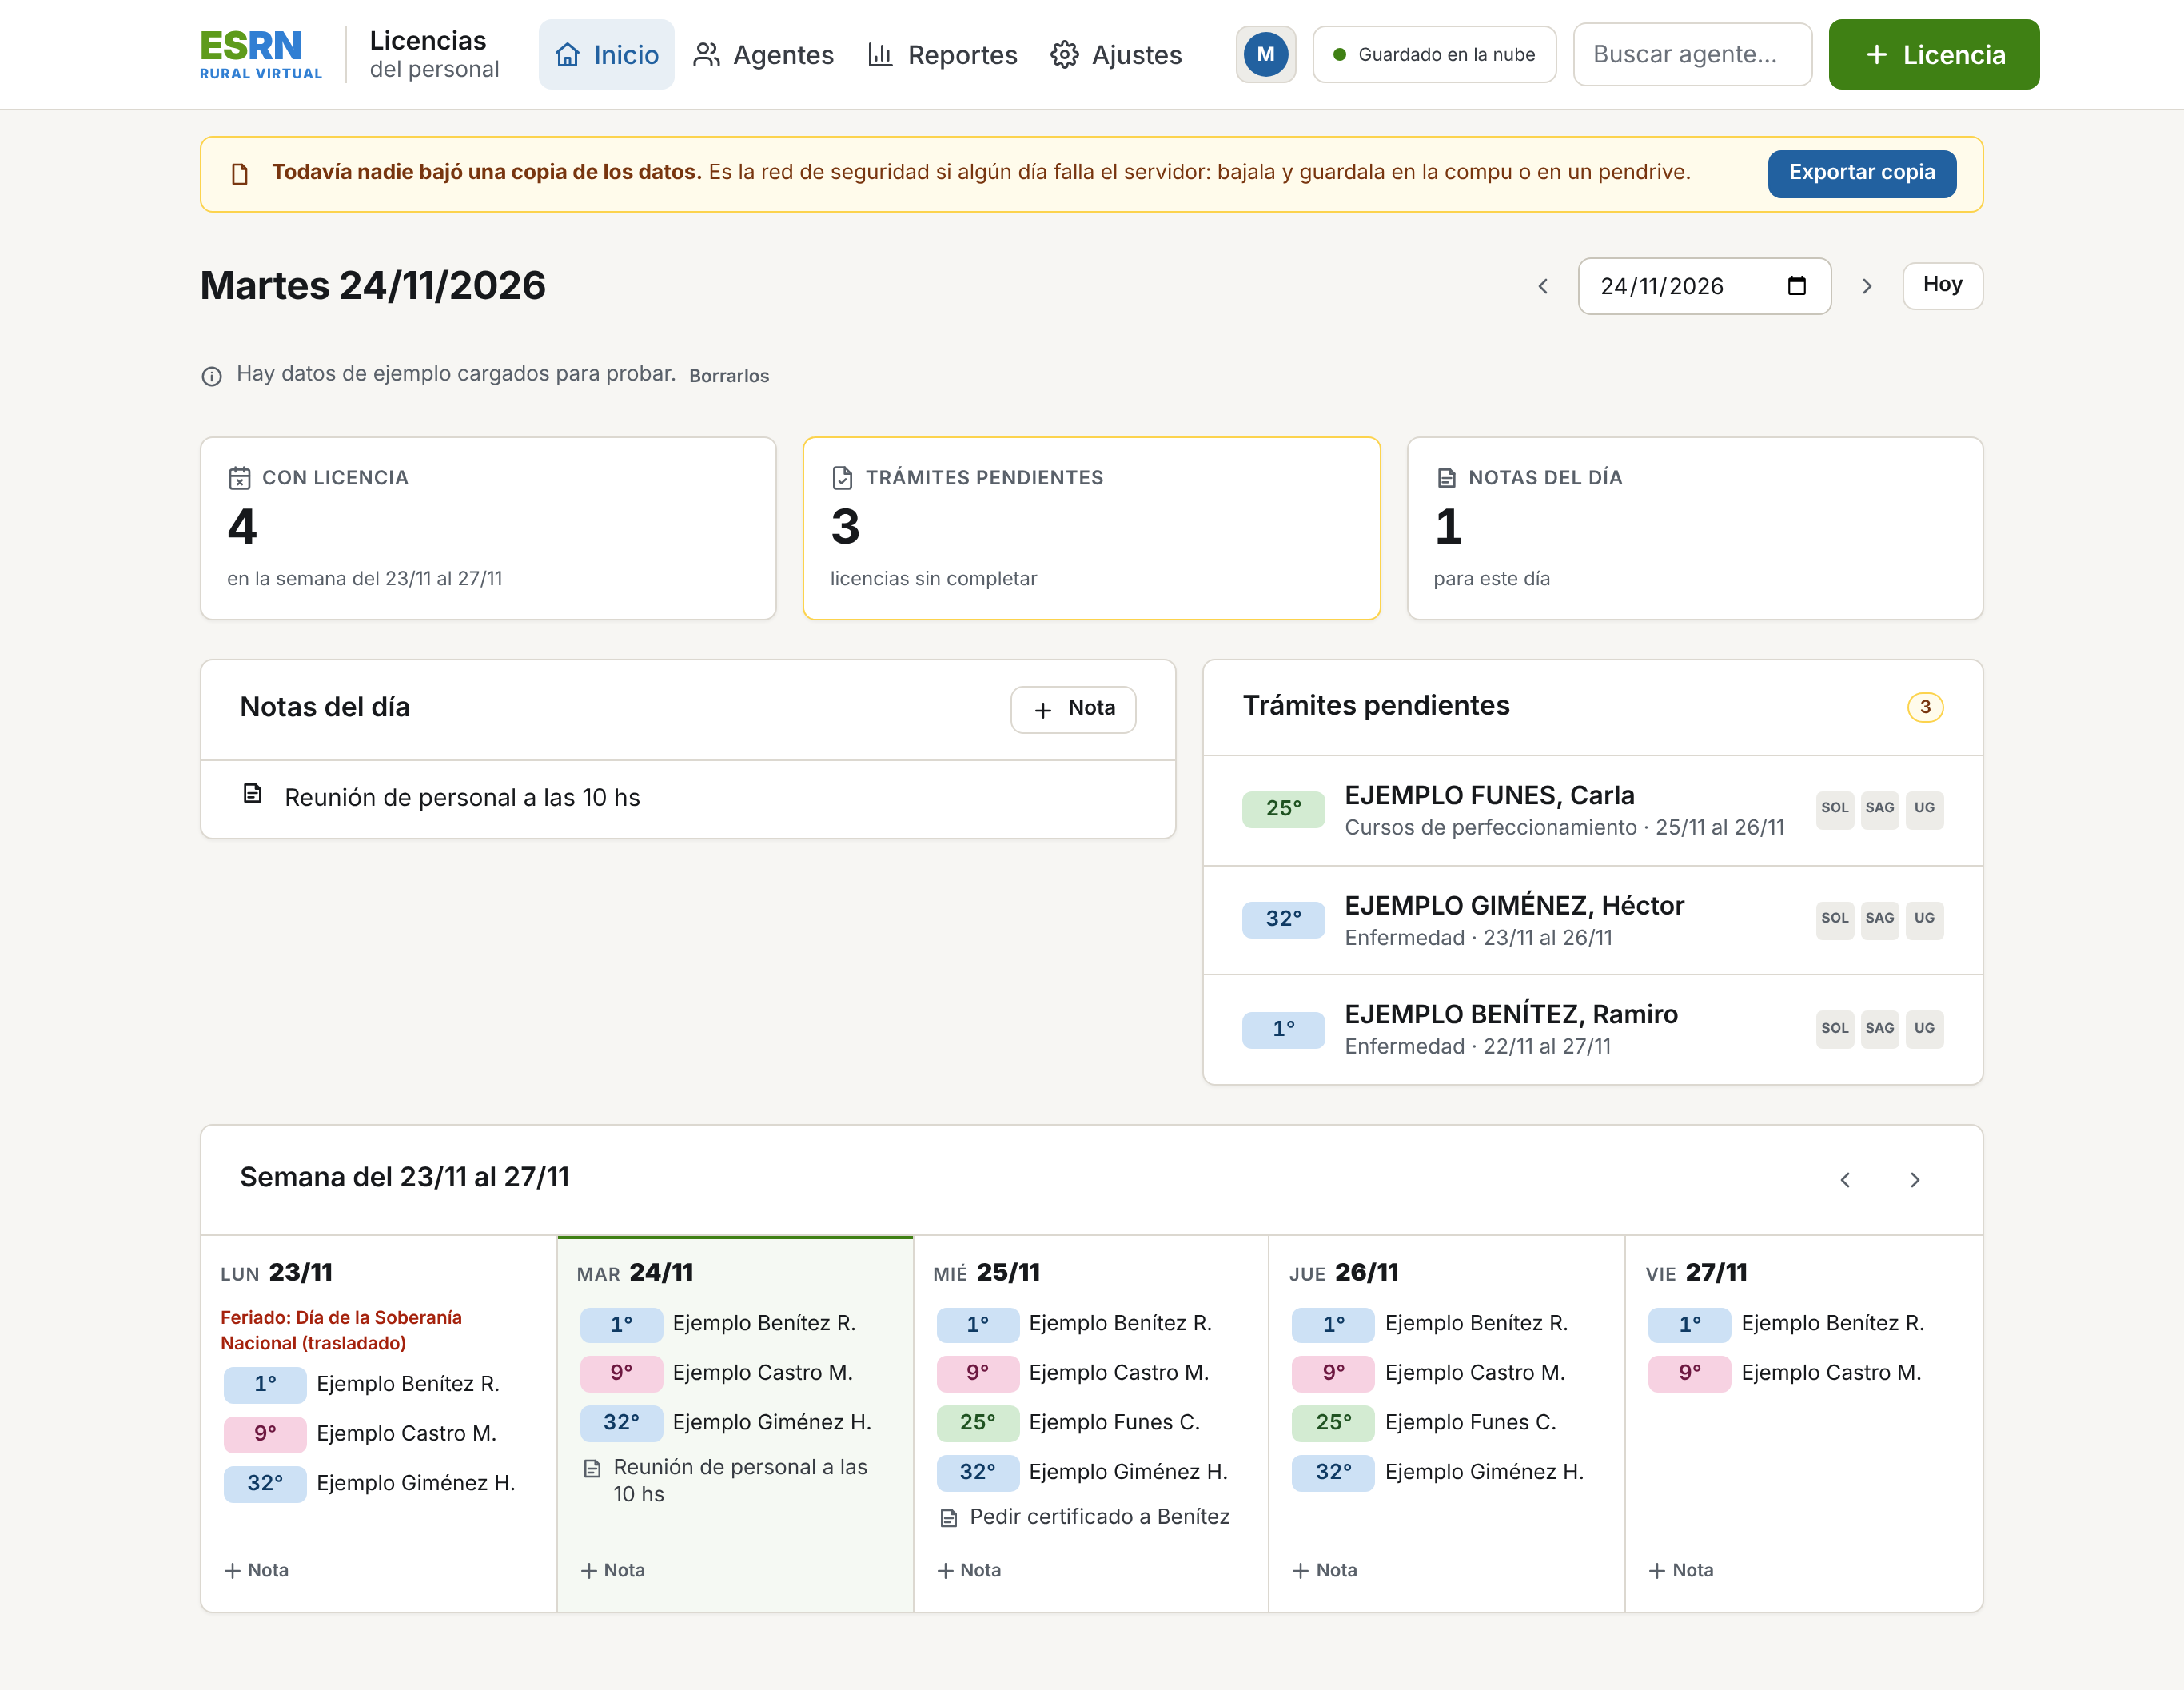 ESRN
RURAL VIRTUAL
Licencias
del personal
Inicio
Agentes
Reportes
Ajustes
M
Guardado en la nube
Buscar agente...
+ Licencia
Todavía nadie bajó una copia de los datos. Es la red de seguridad si algún día falla el servidor: bajala y guardala en la compu o en un pendrive.
Exportar copia
Martes 24/11/2026
24/11/2026
Hoy
Hay datos de ejemplo cargados para probar. Borrarlos
CON LICENCIA
4
en la semana del 23/11 al 27/11
TRÁMITES PENDIENTES
3
licencias sin completar
NOTAS DEL DÍA
1
para este día
Notas del día
+ Nota
Reunión de personal a las 10 hs
Trámites pendientes
3
25°
EJEMPLO FUNES, Carla
Cursos de perfeccionamiento · 25/11 al 26/11
SOL SAG UG
32°
EJEMPLO GIMÉNEZ, Héctor
Enfermedad · 23/11 al 26/11
SOL SAG UG
1°
EJEMPLO BENÍTEZ, Ramiro
Enfermedad · 22/11 al 27/11
SOL SAG UG
Semana del 23/11 al 27/11
LUN 23/11
Feriado: Día de la Soberanía
Nacional (trasladado)
1° Ejemplo Benítez R.
9° Ejemplo Castro M.
32° Ejemplo Giménez H.
+ Nota
MAR 24/11
1° Ejemplo Benítez R.
9° Ejemplo Castro M.
32° Ejemplo Giménez H.
Reunión de personal a las
10 hs
+ Nota
MIÉ 25/11
1° Ejemplo Benítez R.
9° Ejemplo Castro M.
25° Ejemplo Funes C.
32° Ejemplo Giménez H.
Pedir certificado a Benítez
+ Nota
JUE 26/11
1° Ejemplo Benítez R.
9° Ejemplo Castro M.
25° Ejemplo Funes C.
32° Ejemplo Giménez H.
+ Nota
VIE 27/11
1° Ejemplo Benítez R.
9° Ejemplo Castro M.
+ Nota